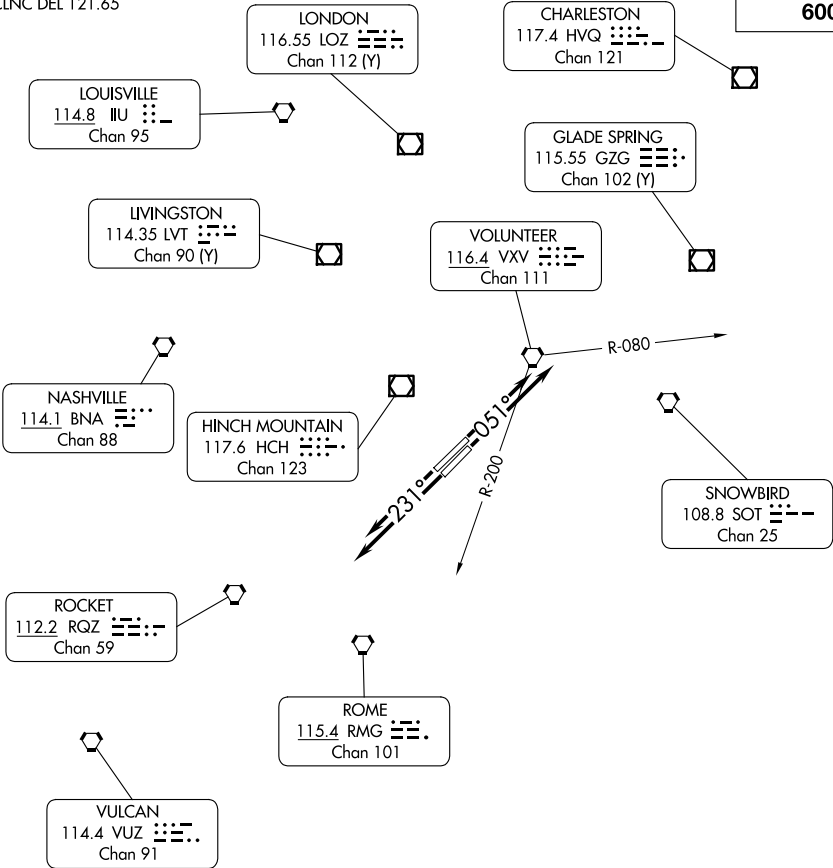 CLNC DEL 121.65
600
LONDON
116.55 LOZ
Chan 112 (Y)
CHARLESTON
117.4 HVQ
Chan 121
LOUISVILLE
114.8 IIU
Chan 95
GLADE SPRING
115.55 GZG
Chan 102 (Y)
LIVINGSTON
114.35 LVT
Chan 90 (Y)
VOLUNTEER
116.4 VXV
Chan 111
R-080
NASHVILLE
114.1 BNA
Chan 88
HINCH MOUNTAIN
117.6 HCH
Chan 123
051°
231°
R-200
SNOWBIRD
108.8 SOT
Chan 25
ROCKET
112.2 RQZ
Chan 59
ROME
115.4 RMG
Chan 101
VULCAN
114.4 VUZ
Chan 91